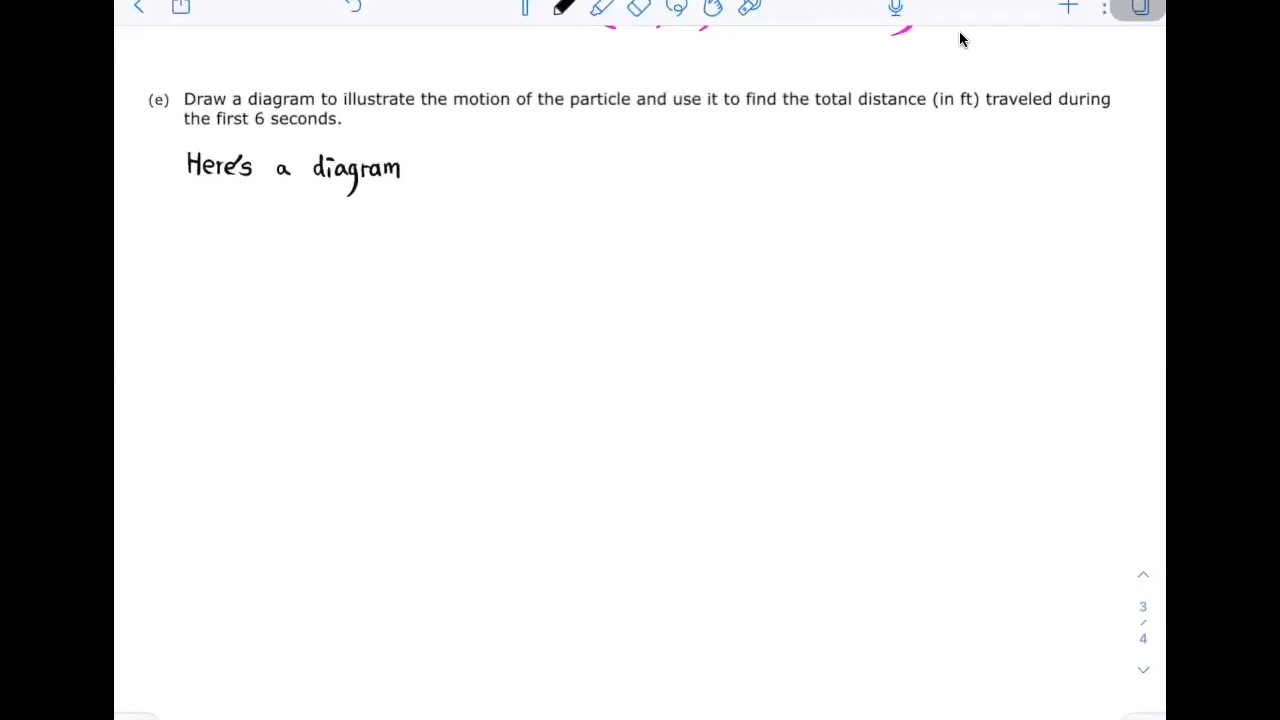 (e) Draw a diagram to illustrate the motion of the particle and use it to find the total distance (in ft) traveled during
the first 6 seconds.
Here's a diagram
3
/
4